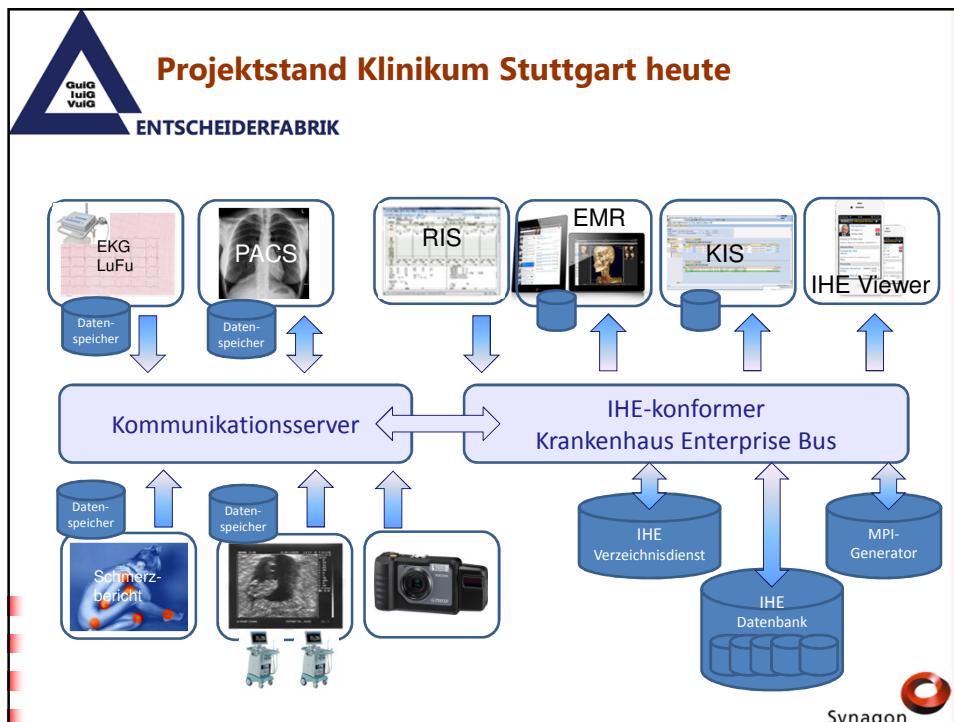 Projektstand Klinikum Stuttgart heute
GuiG
IuiG
VuiG
ENTSCHEIDERFABRIK
EKG
LuFu
PACS
RIS
EMR
KIS
IHE Viewer
Daten-
speicher
Daten-
speicher
Kommunikationsserver
IHE-konformer
Krankenhaus Enterprise Bus
Daten-
speicher
Daten-
speicher
Schmerz-
bericht
IHE
Verzeichnisdienst
MPI-
Generator
IHE
Datenbank
Synagon